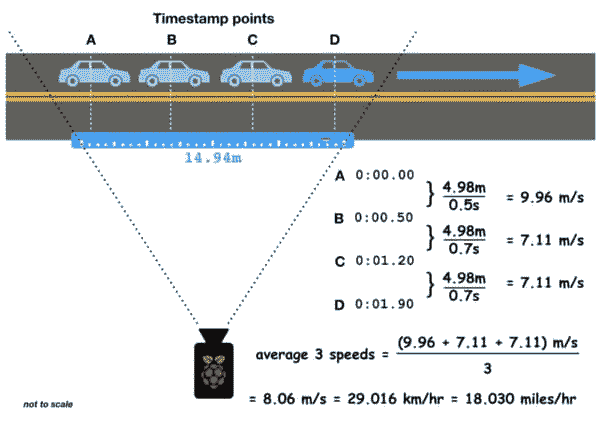 Timestamp points
A B C D
14.94m
A 0:00.00
} 4.98m / 0.5s = 9.96 m/s
B 0:00.50
} 4.98m / 0.7s = 7.11 m/s
C 0:01.20
} 4.98m / 0.7s = 7.11 m/s
D 0:01.90
average 3 speeds = (9.96 + 7.11 + 7.11) m/s / 3
= 8.06 m/s = 29.016 km/hr = 18.030 miles/hr
not to scale